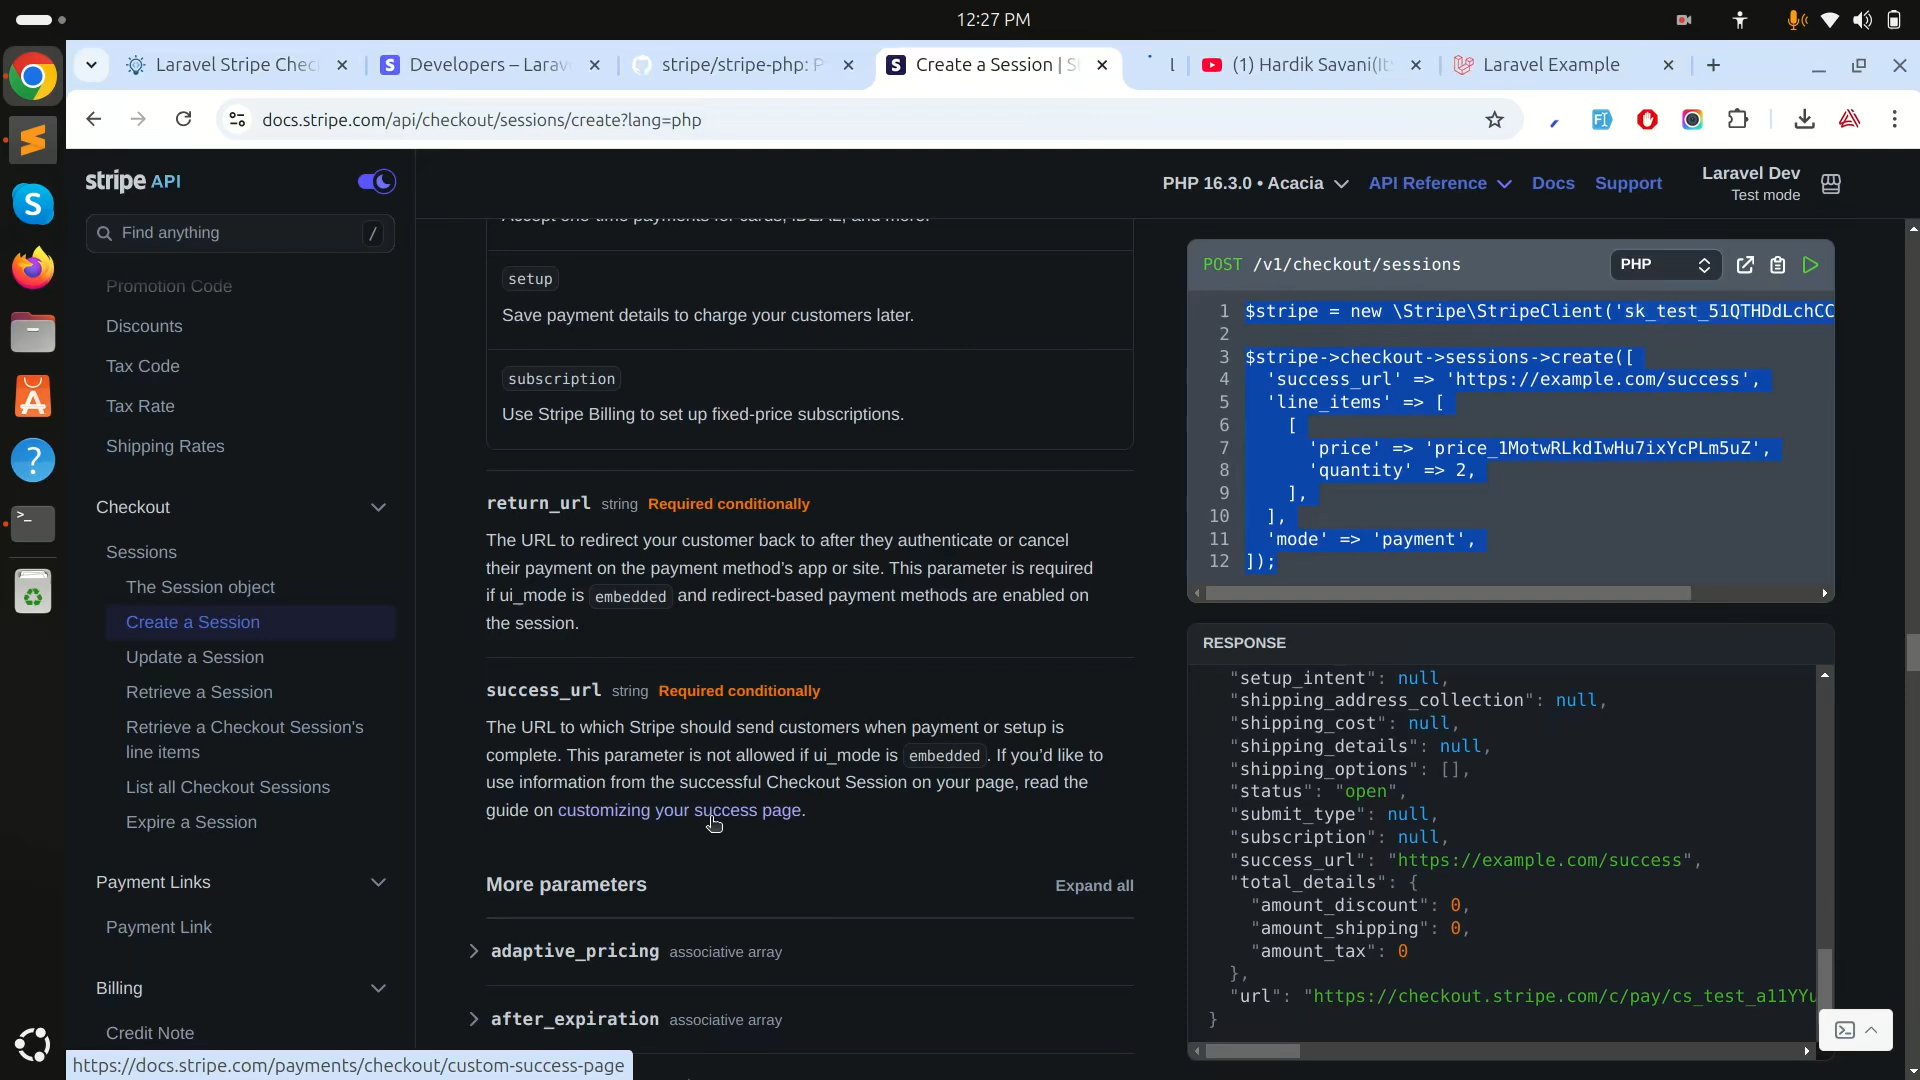 12:27 PM
Laravel Stripe Chec
Developers – Larav
stripe/stripe-php: P
Create a Session | S
(1) Hardik Savani(It
Laravel Example
docs.stripe.com/api/checkout/sessions/create?lang=php
stripe API
Find anything /
Promotion Code
Discounts
Tax Code
Tax Rate
Shipping Rates
Checkout
Sessions
The Session object
Create a Session
Update a Session
Retrieve a Session
Retrieve a Checkout Session's
line items
List all Checkout Sessions
Expire a Session
Payment Links
Payment Link
Billing
Credit Note
PHP 16.3.0 • Acacia
API Reference
Docs
Support
Laravel Dev
Test mode
Accept one-time payments for cards, iDEAL, and more.
setup
Save payment details to charge your customers later.
subscription
Use Stripe Billing to set up fixed-price subscriptions.
return_url string Required conditionally
The URL to redirect your customer back to after they authenticate or cancel
their payment on the payment method’s app or site. This parameter is required
if ui_mode is embedded and redirect-based payment methods are enabled on
the session.
success_url string Required conditionally
The URL to which Stripe should send customers when payment or setup is
complete. This parameter is not allowed if ui_mode is embedded. If you’d like to
use information from the successful Checkout Session on your page, read the
guide on customizing your success page.
More parameters
Expand all
adaptive_pricing associative array
after_expiration associative array
POST /v1/checkout/sessions
PHP
1 $stripe = new \Stripe\StripeClient('sk_test_51QTHDdLchCC
2
3 $stripe->checkout->sessions->create([
4 'success_url' => 'https://example.com/success',
5 'line_items' => [
6 [
7 'price' => 'price_1MotwRLkdIwHu7ixYcPLm5uZ',
8 'quantity' => 2,
9 ],
10 ],
11 'mode' => 'payment',
12 ]);
RESPONSE
"setup_intent": null,
"shipping_address_collection": null,
"shipping_cost": null,
"shipping_details": null,
"shipping_options": [],
"status": "open",
"submit_type": null,
"subscription": null,
"success_url": "https://example.com/success",
"total_details": {
"amount_discount": 0,
"amount_shipping": 0,
"amount_tax": 0
},
"url": "https://checkout.stripe.com/c/pay/cs_test_a11YYu
}
https://docs.stripe.com/payments/checkout/custom-success-page